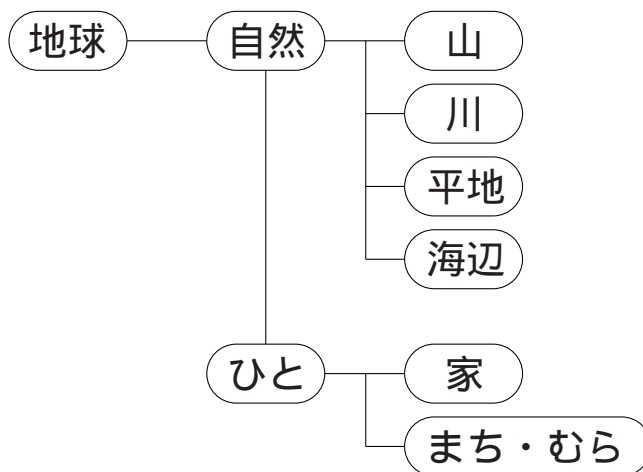 地球
自然
山
川
平地
海辺
ひと
家
まち・むら